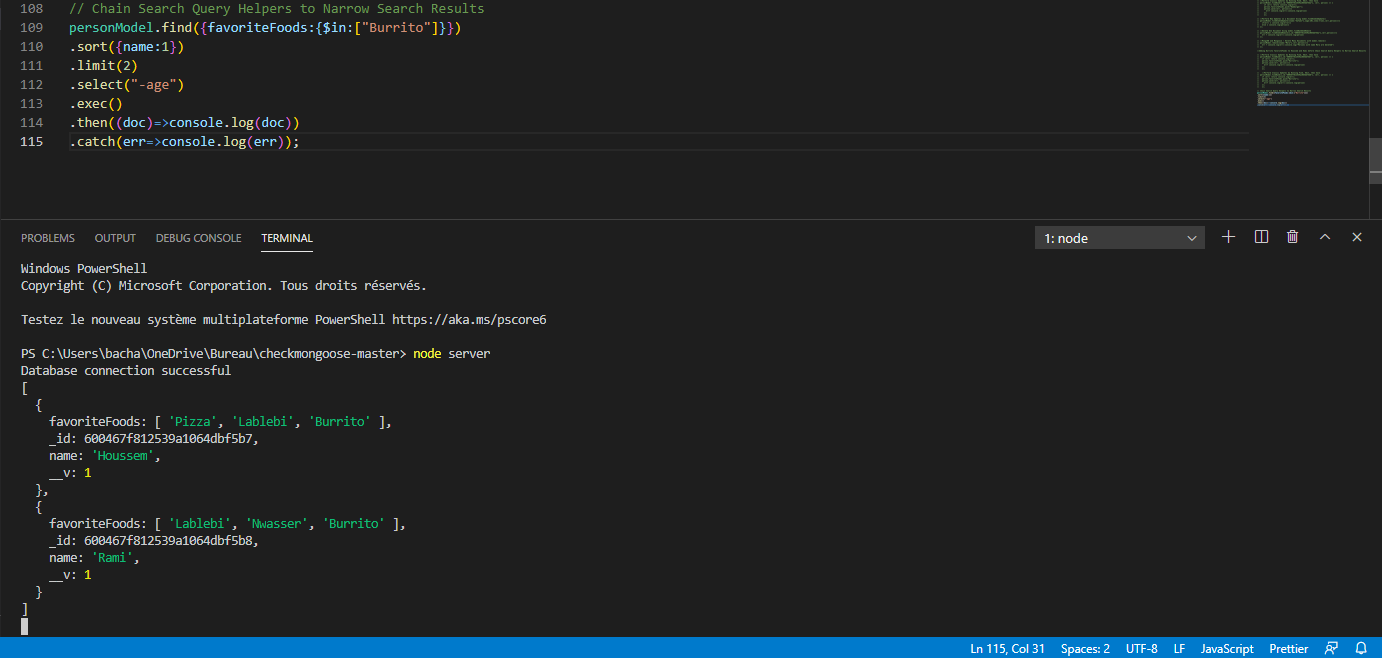 108 // Chain Search Query Helpers to Narrow Search Results
109 personModel.find({favoriteFoods:{$in:["Burrito"]}})
110 .sort({name:1})
111 .limit(2)
112 .select("-age")
113 .exec()
114 .then((doc)=>console.log(doc))
115 .catch(err=>console.log(err));
PROBLEMS OUTPUT DEBUG CONSOLE TERMINAL 1: node
Windows PowerShell
Copyright (C) Microsoft Corporation. Tous droits réservés.
Testez le nouveau système multiplateforme PowerShell https://aka.ms/pscore6
PS C:\Users\bacha\OneDrive\Bureau\checkmongoose-master> node server
Database connection successful
[
{
favoriteFoods: [ 'Pizza', 'Lablebi', 'Burrito' ],
_id: 600467f812539a1064dbf5b7,
name: 'Houssem',
__v: 1
},
{
favoriteFoods: [ 'Lablebi', 'Nwasser', 'Burrito' ],
_id: 600467f812539a1064dbf5b8,
name: 'Rami',
__v: 1
}
]
Ln 115, Col 31 Spaces: 2 UTF-8 LF JavaScript Prettier